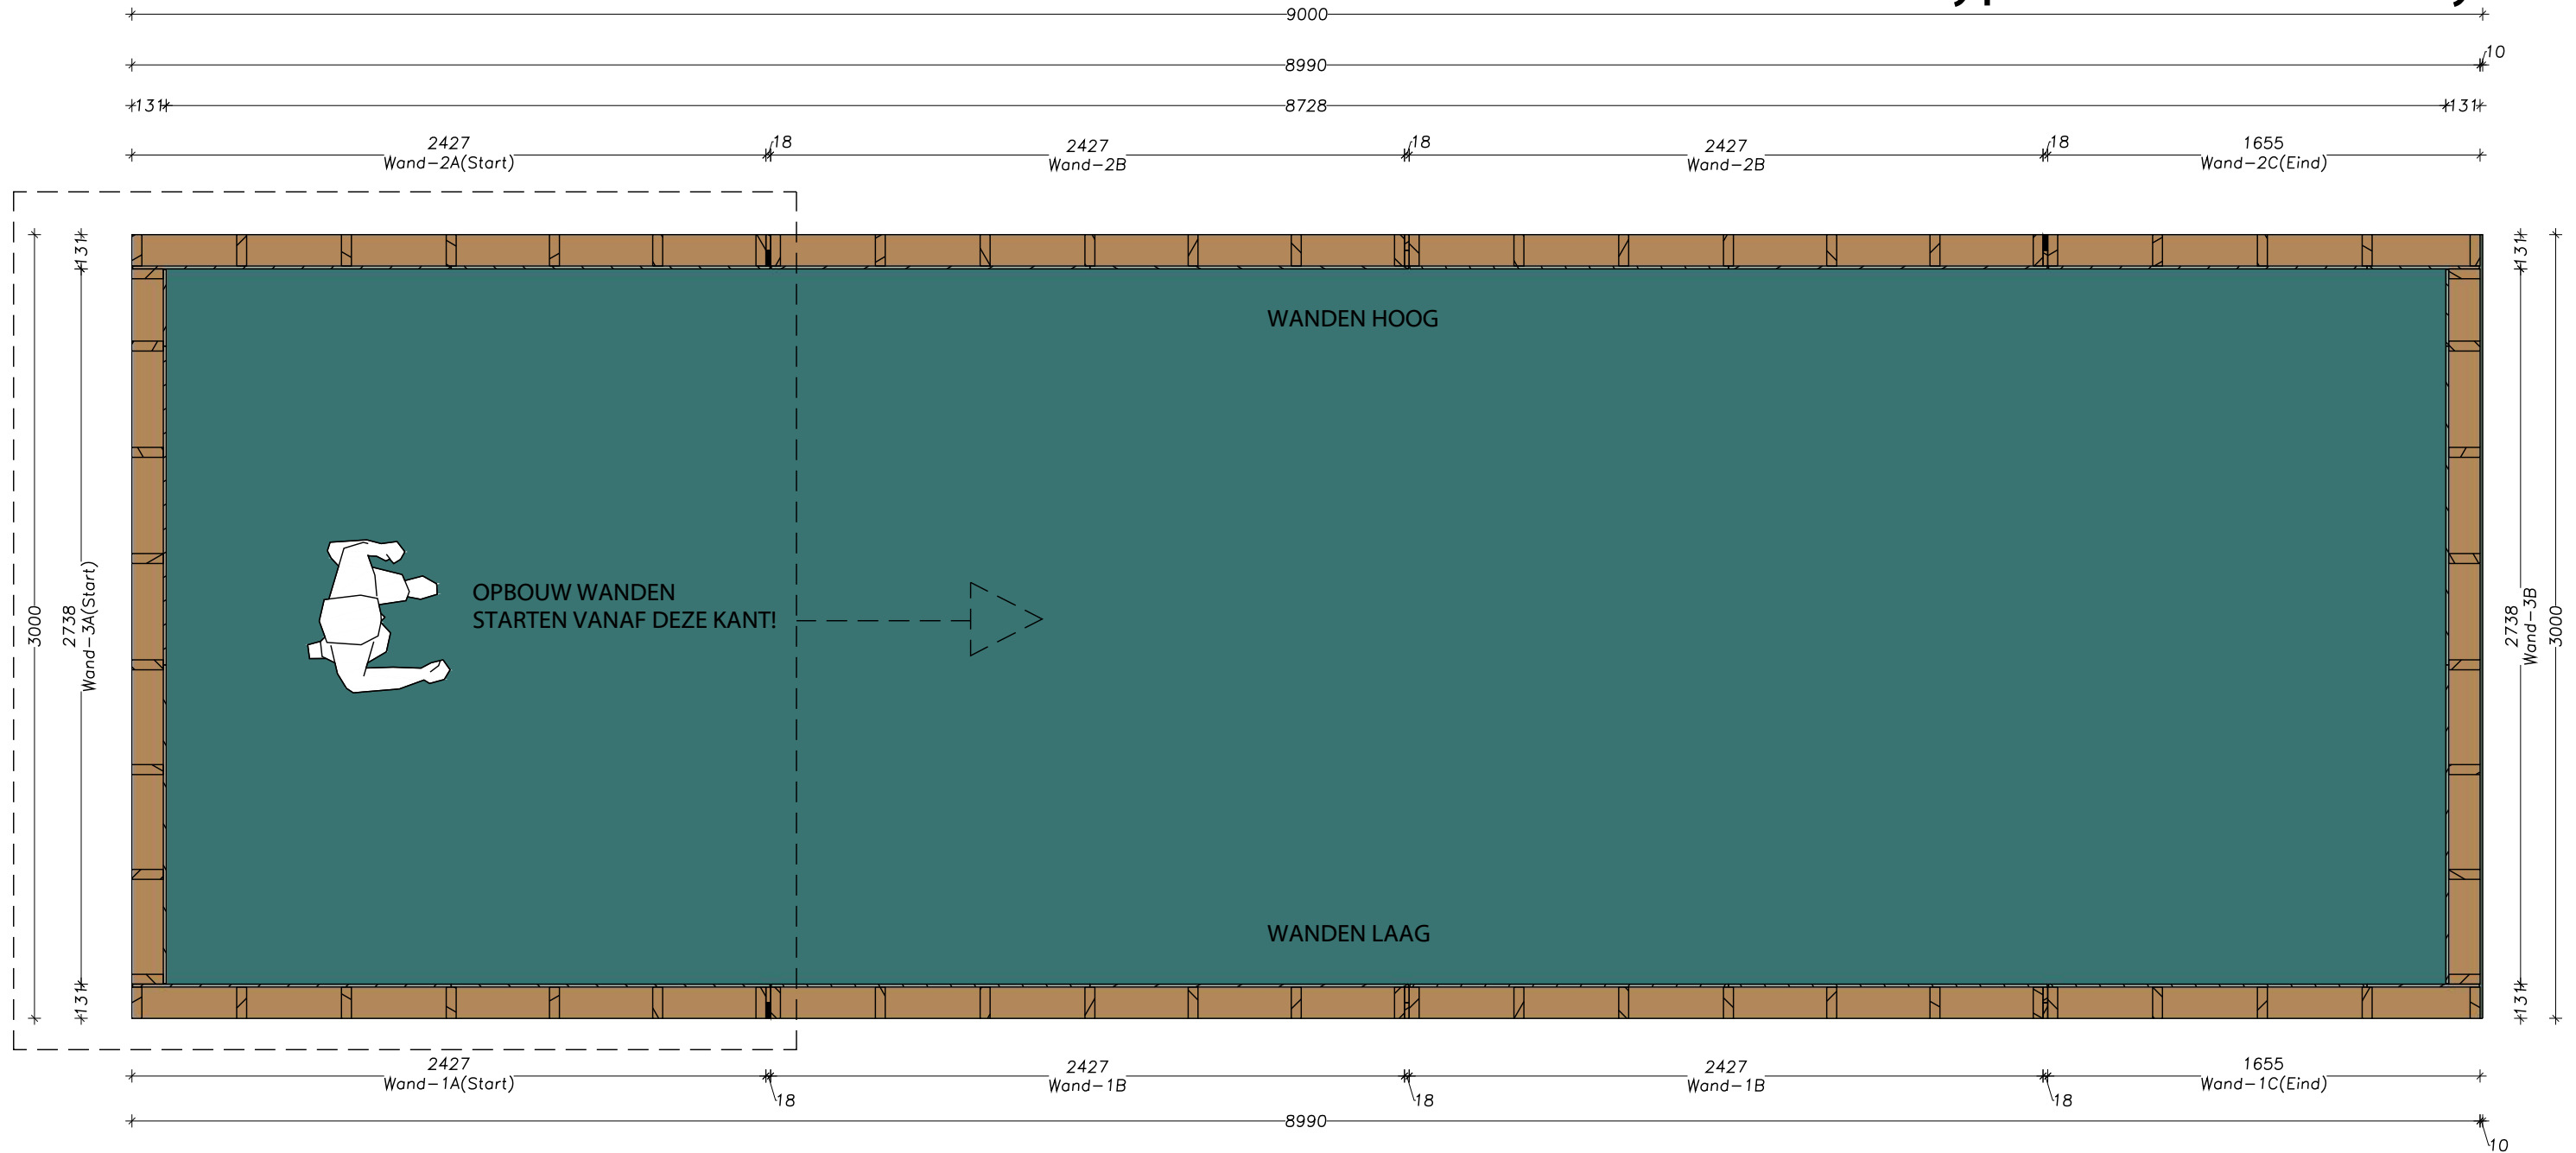 9000
8990
10
131
8728
131
2427
Wand-2A(Start)
18
2427
Wand-2B
18
2427
Wand-2B
18
1655
Wand-2C(Eind)
131
131
WANDEN HOOG
3000
2738
Wand-3A(Start)
OPBOUW WANDEN
STARTEN VANAF DEZE KANT!
2738
Wand-3B
3000
WANDEN LAAG
131
131
2427
Wand-1A(Start)
18
2427
Wand-1B
18
2427
Wand-1B
18
1655
Wand-1C(Eind)
8990
10